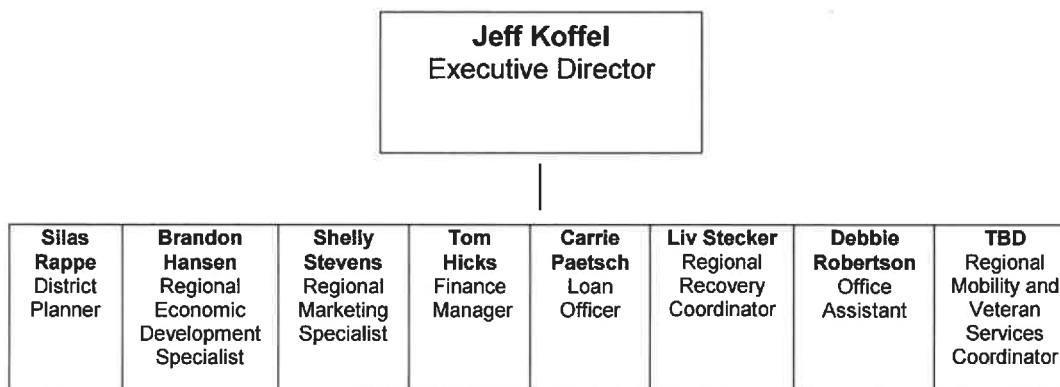 Jeff Koffel
Executive Director
Silas
Rappe
District
Planner
Brandon
Hansen
Regional
Economic
Development
Specialist
Shelly
Stevens
Regional
Marketing
Specialist
Tom
Hicks
Finance
Manager
Carrie
Paetsch
Loan
Officer
Liv Stecker
Regional
Recovery
Coordinator
Debbie
Robertson
Office
Assistant
TBD
Regional
Mobility and
Veteran
Services
Coordinator